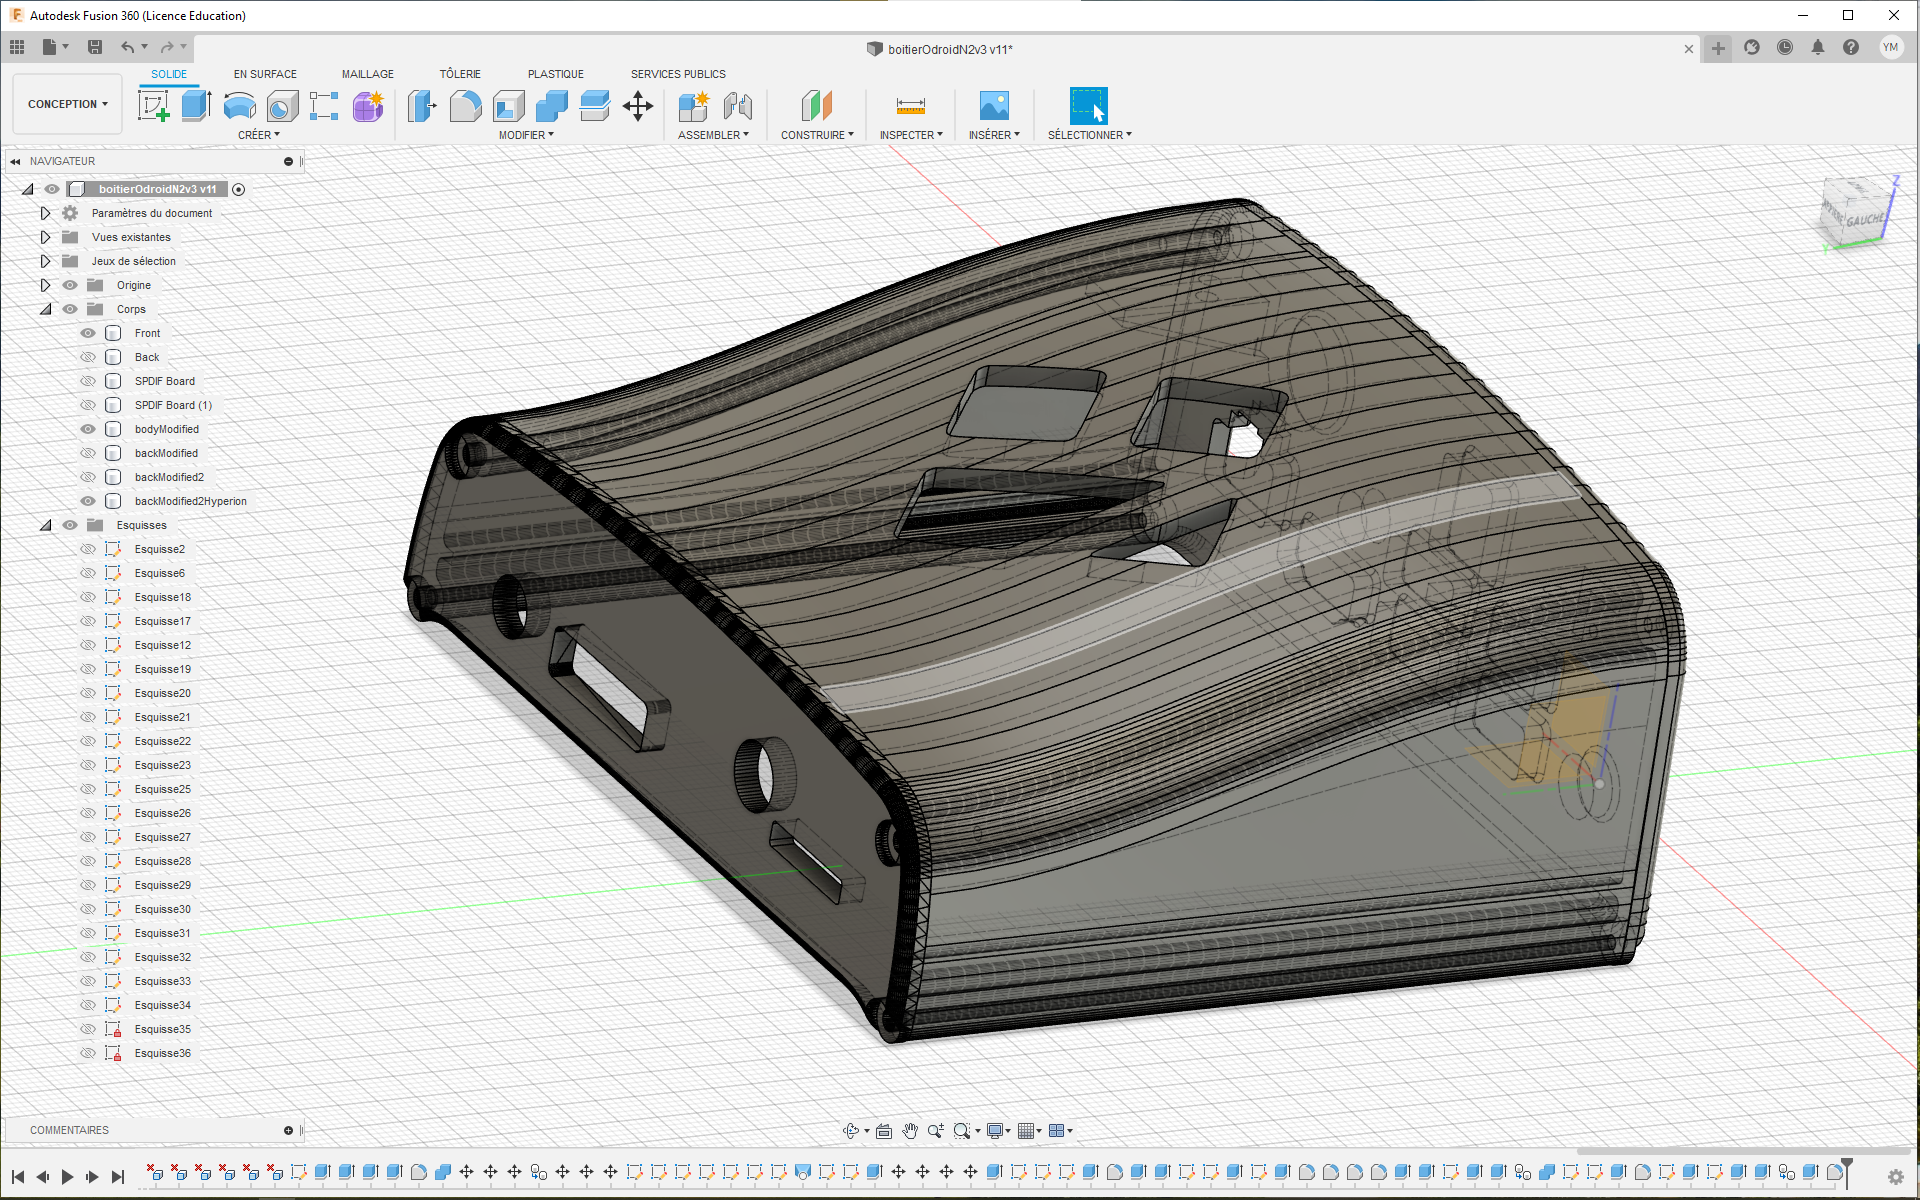 Autodesk Fusion 360 (Licence Education)
boitierOdroidN2v3 v11*
YM
CONCEPTION
SOLIDE EN SURFACE MAILLAGE TÔLERIE PLASTIQUE SERVICES PUBLICS
CRÉER MODIFIER ASSEMBLER CONSTRUIRE INSPECTER INSÉRER SÉLECTIONNER
NAVIGATEUR
boitierOdroidN2v3 v11
Paramètres du document
Vues existantes
Jeux de sélection
Origine
Corps
Front
Back
SPDIF Board
SPDIF Board (1)
bodyModified
backModified
backModified2
backModified2Hyperion
Esquisses
Esquisse2
Esquisse6
Esquisse18
Esquisse17
Esquisse12
Esquisse19
Esquisse20
Esquisse21
Esquisse22
Esquisse23
Esquisse25
Esquisse26
Esquisse27
Esquisse28
Esquisse29
Esquisse30
Esquisse31
Esquisse32
Esquisse33
Esquisse34
Esquisse35
Esquisse36
Z
GAUCHE
Y
COMMENTAIRES